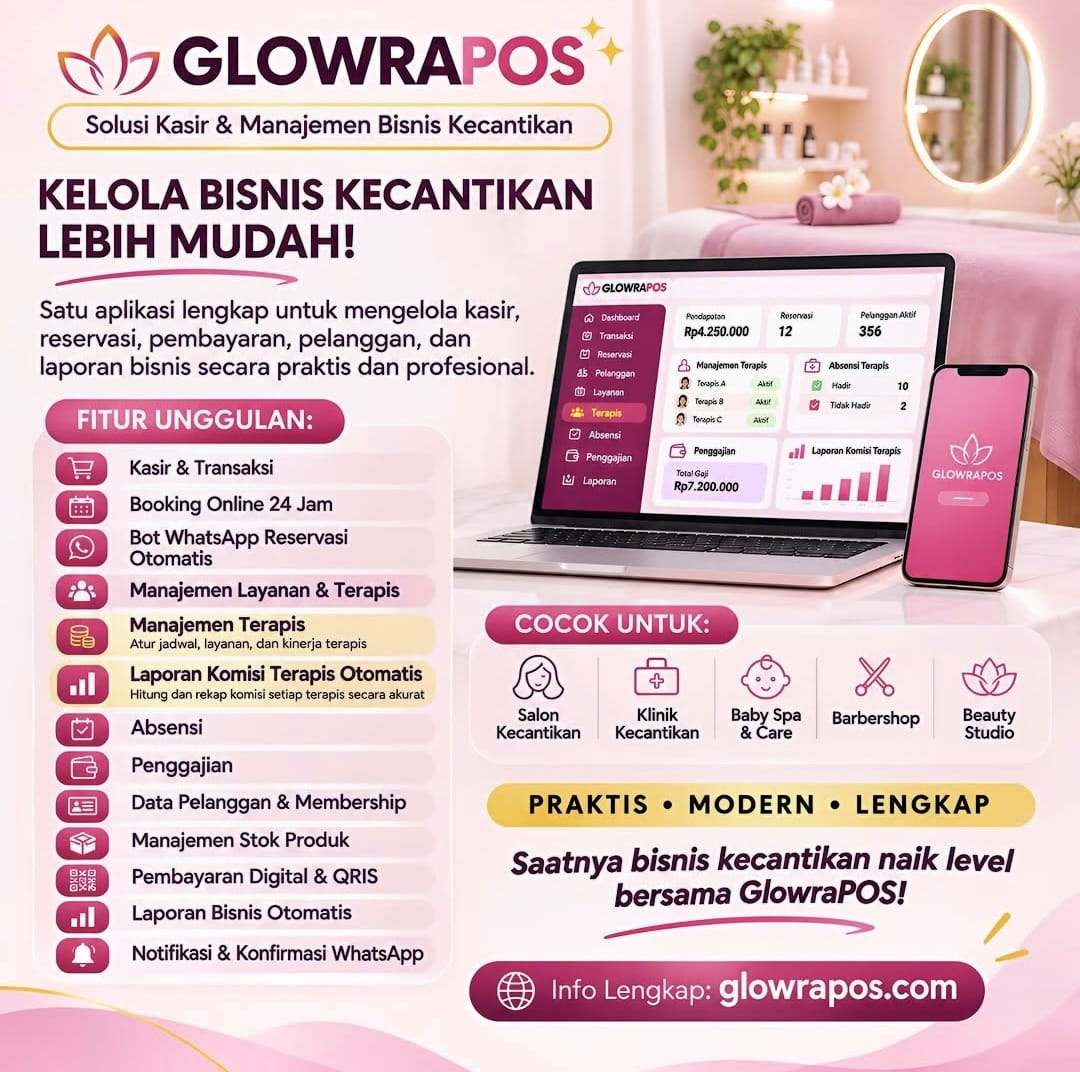 GLOWRAPOS
Solusi Kasir & Manajemen Bisnis Kecantikan
KELOLA BISNIS KECANTIKAN
LEBIH MUDAH!
Satu aplikasi lengkap untuk mengelola kasir,
reservasi, pembayaran, pelanggan, dan
laporan bisnis secara praktis dan profesional.
FITUR UNGGULAN:
Kasir & Transaksi
Booking Online 24 Jam
Bot WhatsApp Reservasi
Otomatis
Manajemen Layanan & Terapis
Manajemen Terapis
Atur jadwal, layanan, dan kinerja terapis
Laporan Komisi Terapis Otomatis
Hitung dan rekap komisi setiap terapis secara akurat
Absensi
Penggajian
Data Pelanggan & Membership
Manajemen Stok Produk
Pembayaran Digital & QRIS
Laporan Bisnis Otomatis
Notifikasi & Konfirmasi WhatsApp
GLOWRAPOS
Dashboard
Transaksi
Reservasi
Pelanggan
Layanan
Terapis
Absensi
Penggajian
Laporan
Pendapatan
Rp4.250.000
Reservasi
12
Pelanggan Aktif
356
Manajemen Terapis
Terapis A Aktif
Terapis B Aktif
Terapis C Aktif
Absensi Terapis
Hadir 10
Tidak Hadir 2
Penggajian
Total Gaji
Rp7.200.000
Laporan Komisi Terapis
GLOWRAPOS
COCOK UNTUK:
Salon
Kecantikan
Klinik
Kecantikan
Baby Spa
& Care
Barbershop
Beauty
Studio
PRAKTIS • MODERN • LENGKAP
Saatnya bisnis kecantikan naik level
bersama GlowraPOS!
Info Lengkap: glowrapos.com